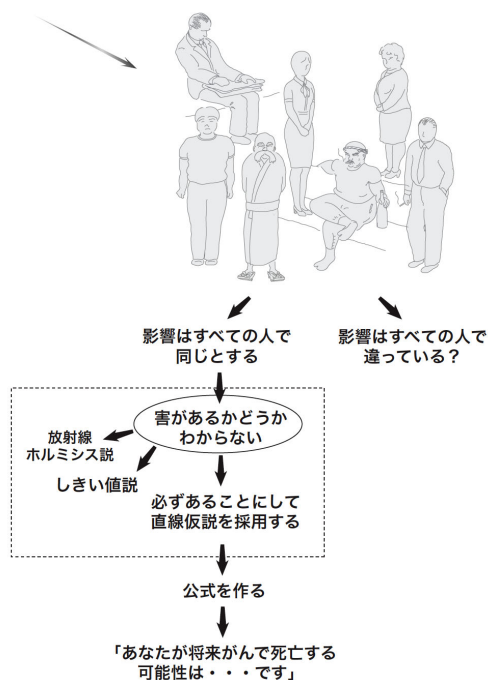 影響はすべての人で
同じとする
影響はすべての人で
違っている？
害があるかどうか
わからない
放射線
ホルミシス説
しきい値説
必ずあることにして
直線仮説を採用する
公式を作る
「あなたが将来がんで死亡する
可能性は・・・です」